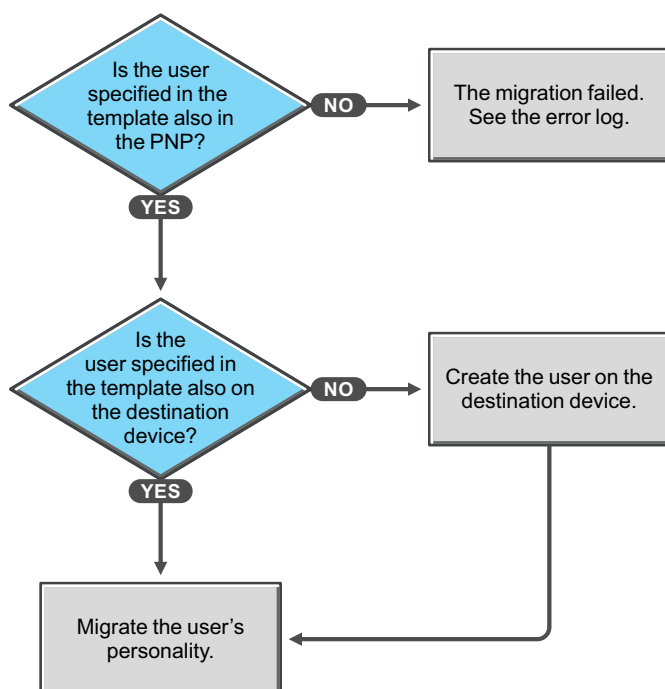 Is the user
specified in the
template also in
the PNP?
NO
The migration failed.
See the error log.
YES
Is the
user specified in
the template also on
the destination
device?
NO
Create the user on the
destination device.
YES
Migrate the user's
personality.